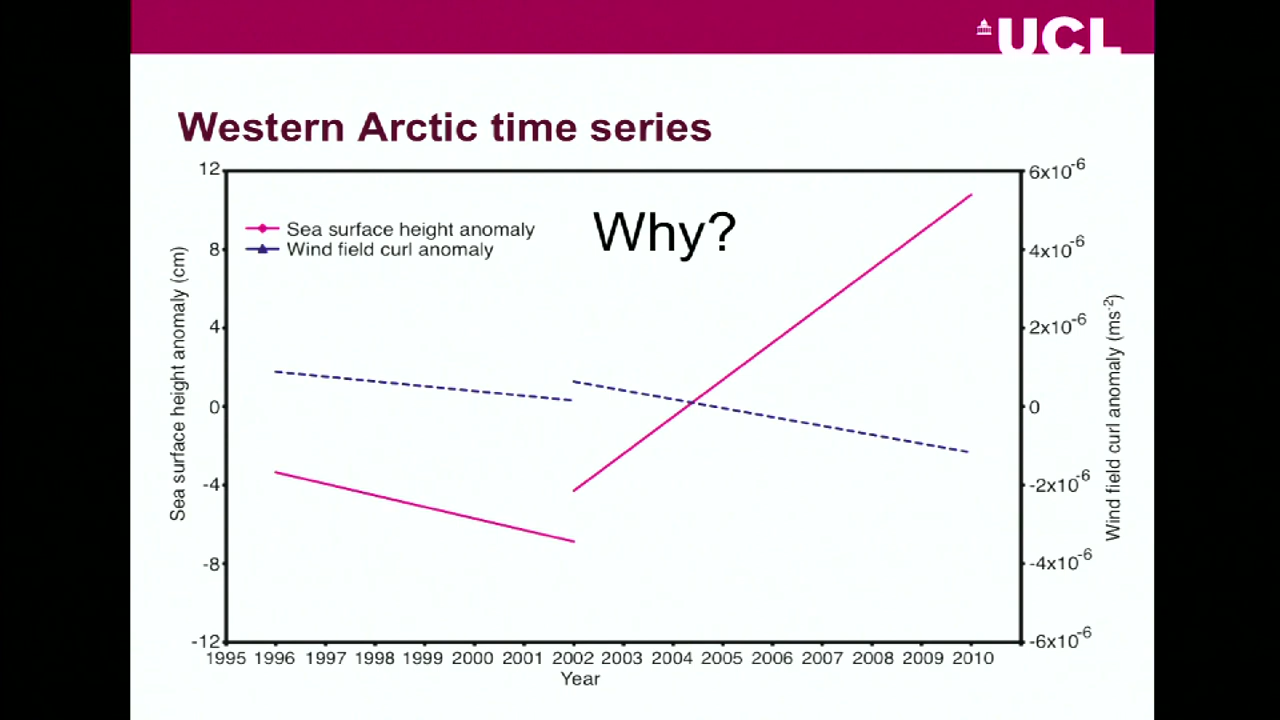 UCL
Western Arctic time series
Why?
Sea surface height anomaly
Wind field curl anomaly
Sea surface height anomaly (cm)
12
8
4
0
-4
-8
-12
6x10-6
4x10-6
2x10-6
0
-2x10-6
-4x10-6
-6x10-6
Wind field curl anomaly (ms-2)
1995 1996 1997 1998 1999 2000 2001 2002 2003 2004 2005 2006 2007 2008 2009 2010
Year